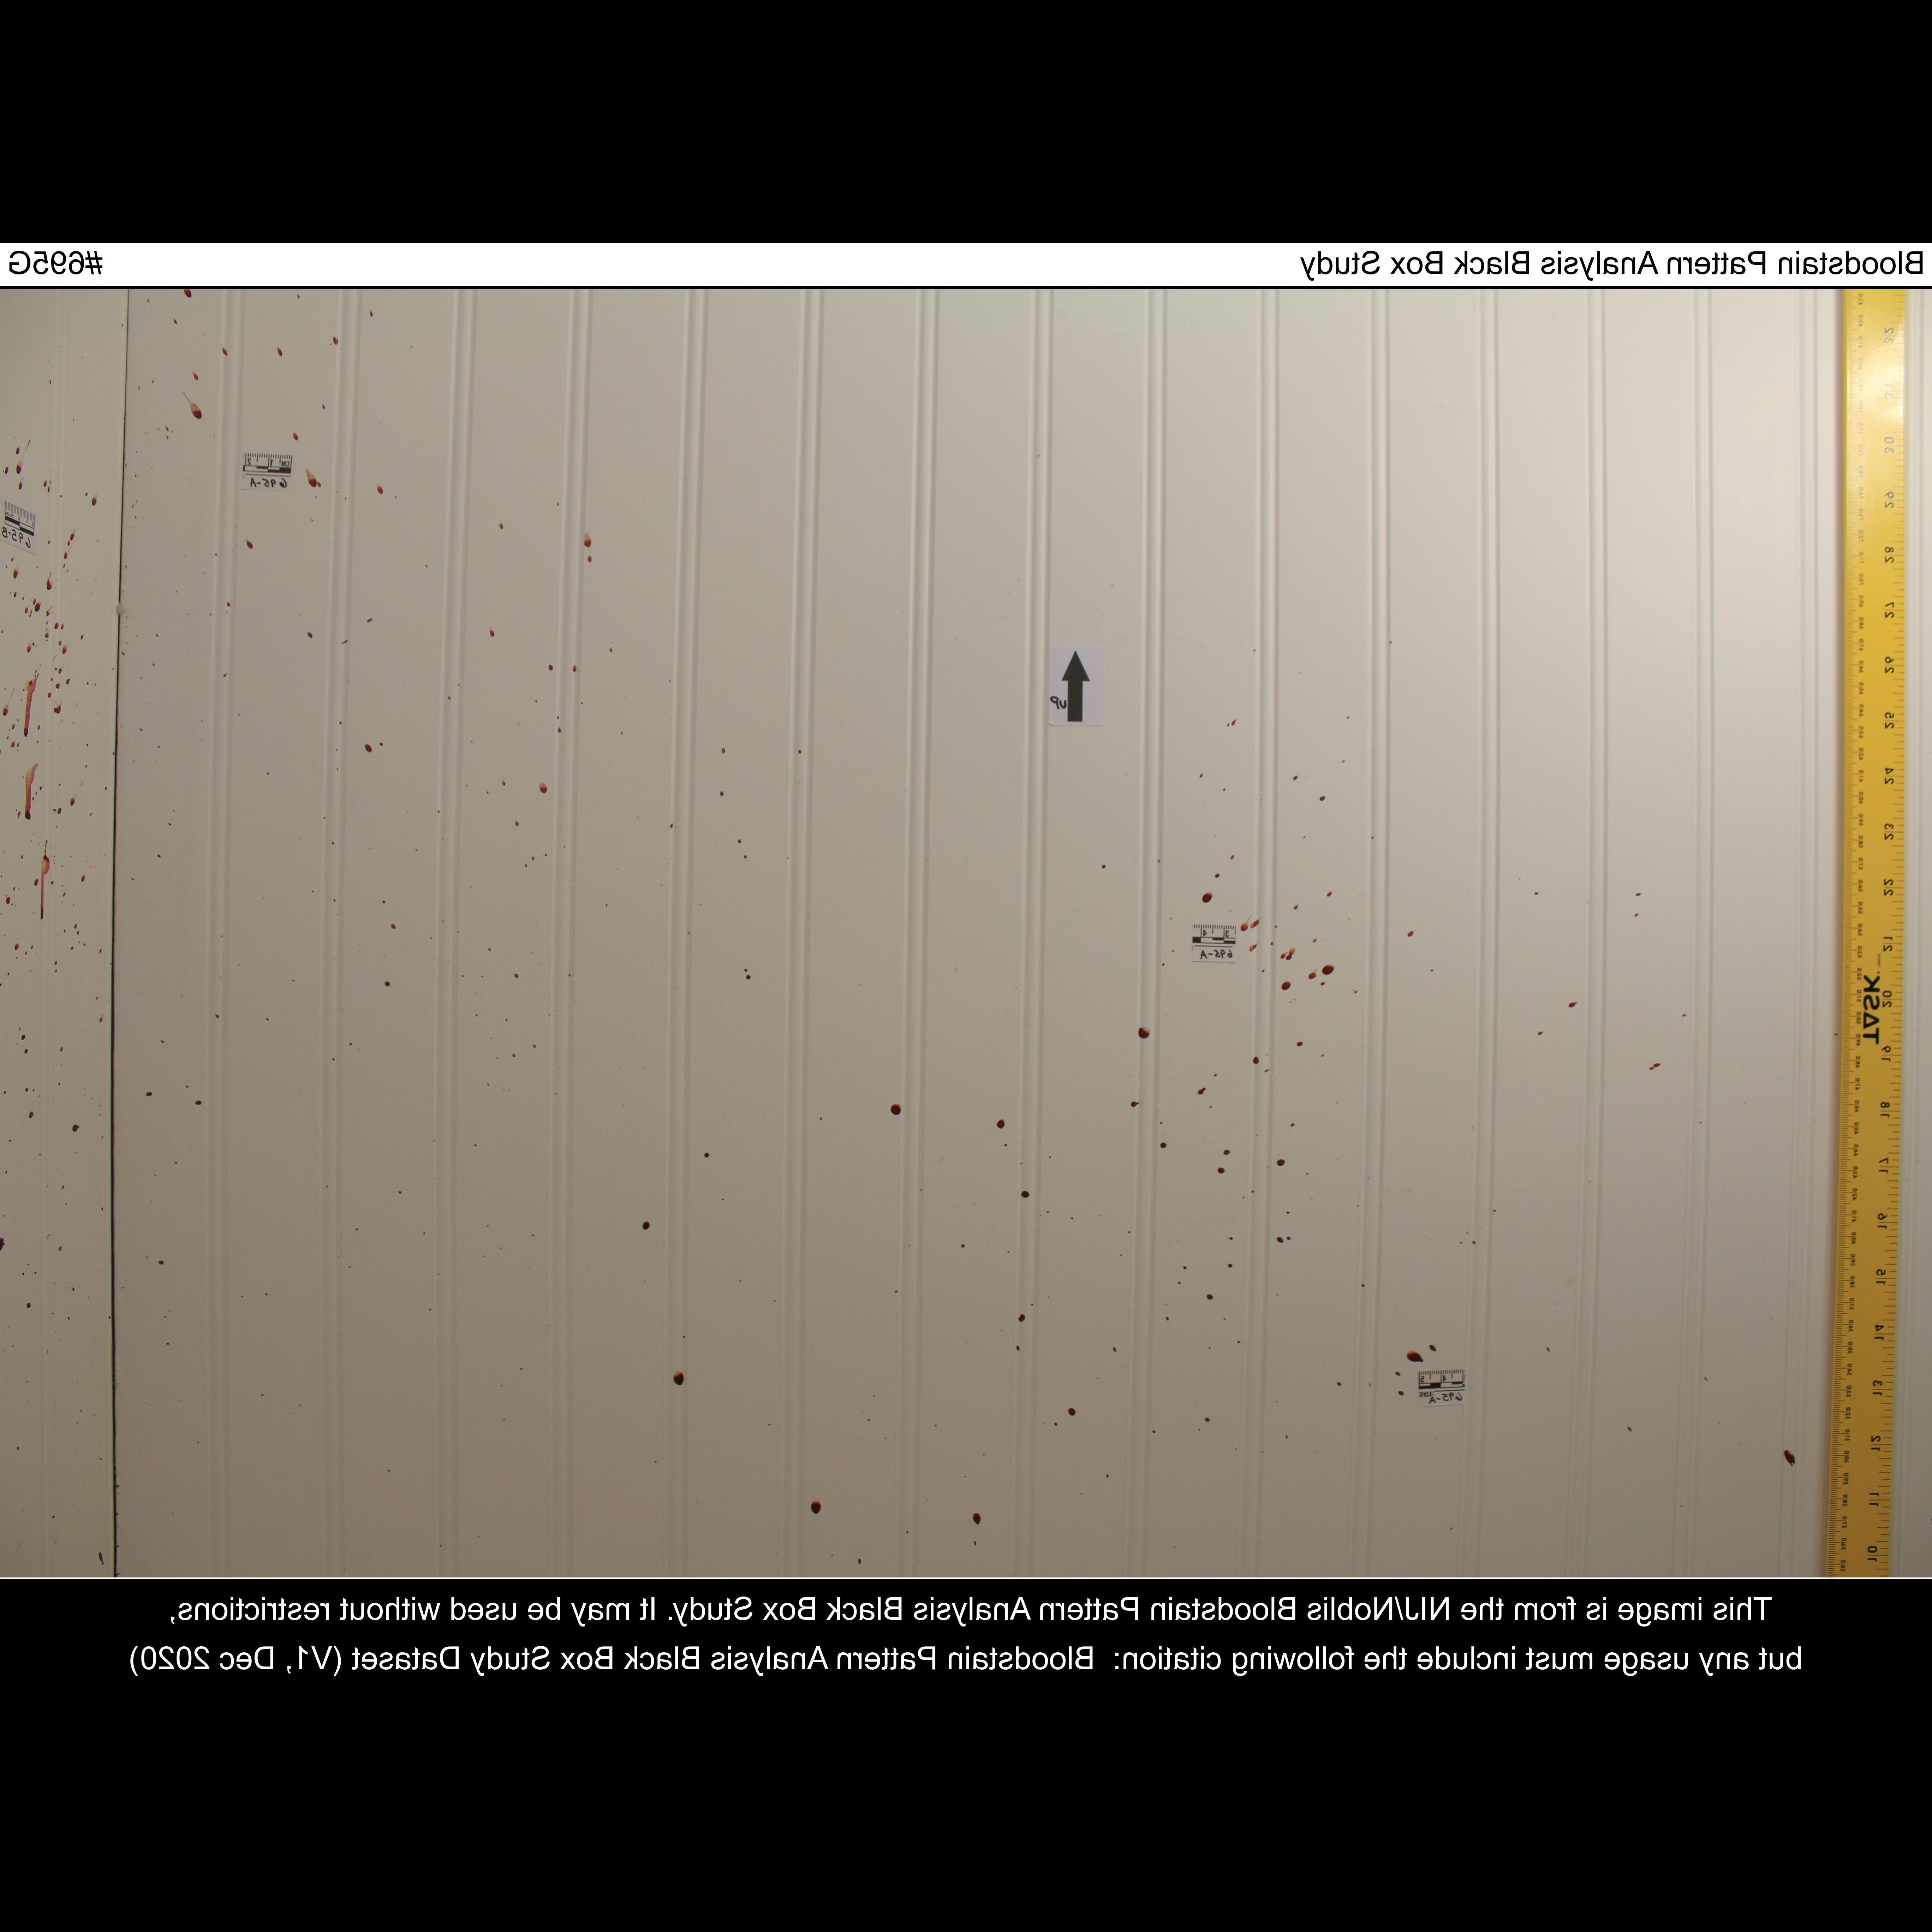 Bloodstain Pattern Analysis Black Box Study #695G
695-A
695-B
UP
695-A
695-A
TASK
32
31
30
29
28
27
26
25
24
23
22
21
20
19
18
17
16
15
14
13
12
11
10
This image is from the NIJ/Noblis Bloodstain Pattern Analysis Black Box Study. It may be used without restrictions,
but any usage must include the following citation: Bloodstain Pattern Analysis Black Box Study Dataset (V1, Dec 2020)